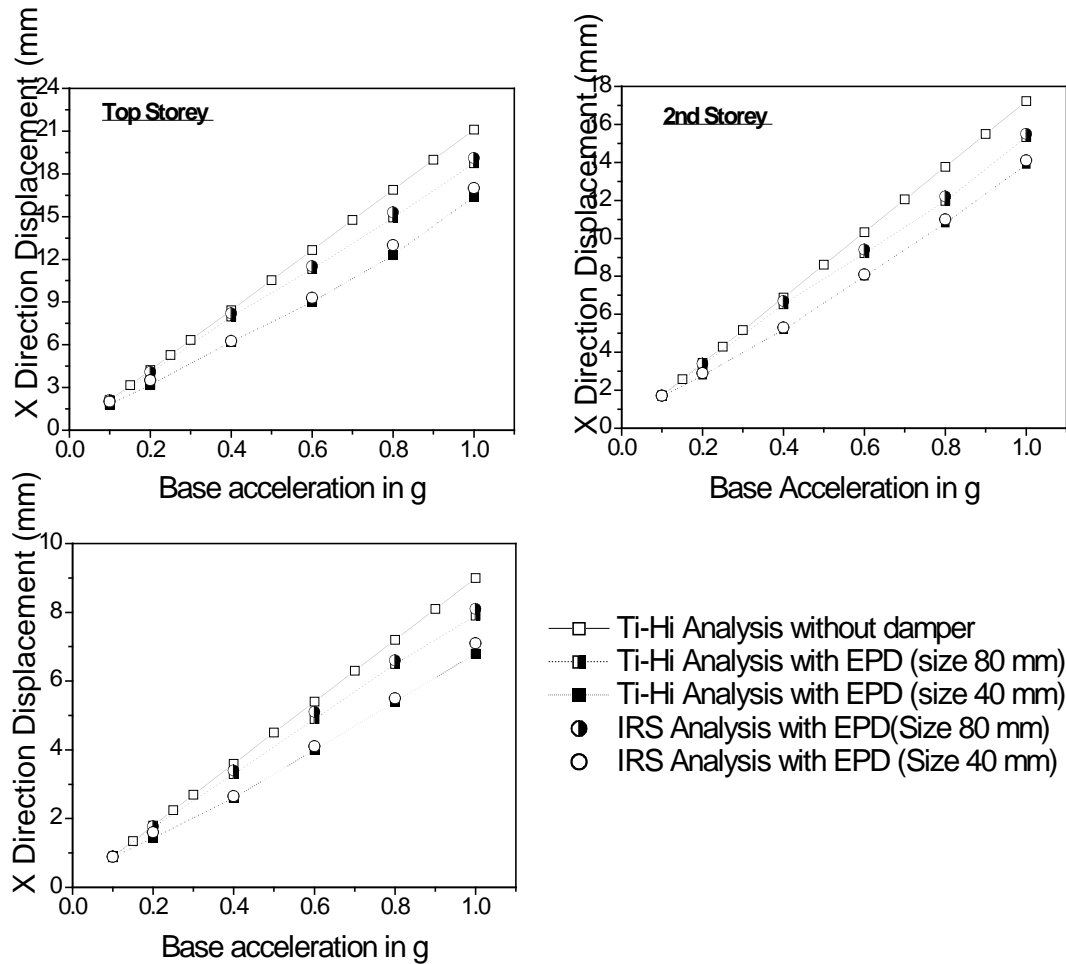 X Direction Displacement (mm
24
21
18
15
12
9
6
3
0
Top Storey
0.0 0.2 0.4 0.6 0.8 1.0
Base acceleration in g
X Direction Displacement (mm)
18
16
14
12
10
8
6
4
2
0
2nd Storey
0.0 0.2 0.4 0.6 0.8 1.0
Base Acceleration in g
X Direction Displacement (mm)
10
8
6
4
2
0
0.0 0.2 0.4 0.6 0.8 1.0
Base acceleration in g
Ti-Hi Analysis without damper
Ti-Hi Analysis with EPD (size 80 mm)
Ti-Hi Analysis with EPD (size 40 mm)
IRS Analysis with EPD(Size 80 mm)
IRS Analysis with EPD (Size 40 mm)